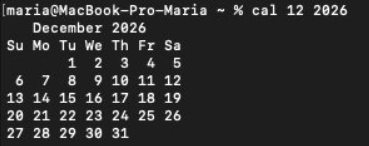 [maria@MacBook-Pro-Maria ~ % cal 12 2026
December 2026
Su Mo Tu We Th Fr Sa
1 2 3 4 5
6 7 8 9 10 11 12
13 14 15 16 17 18 19
20 21 22 23 24 25 26
27 28 29 30 31